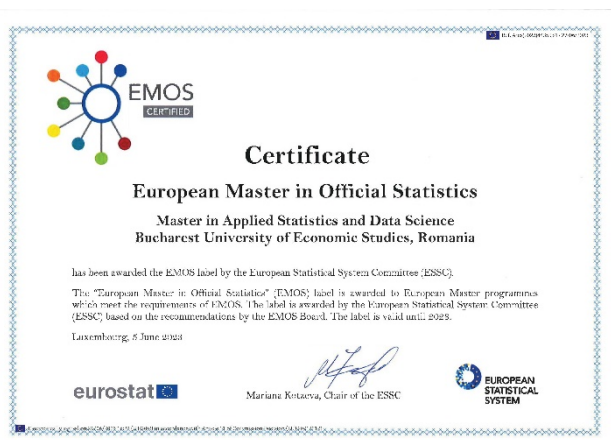 EMOS
CERTIFIED
Certificate
European Master in Official Statistics
Master in Applied Statistics and Data Science
Bucharest University of Economic Studies, Romania
has been awarded the EMOS label by the European Statistical System Committee (ESSC).
The "European Master in Official Statistics" (EMOS) label is awarded to European Master programmes
which meet the requirements of EMOS. The label is awarded by the European Statistical System Committee
(ESSC) based on the recommendations by the EMOS Board. The label is valid until
Luxembourg, 5 June 2023
eurostat
Mariana Kotzeva, Chair of the ESSC
EUROPEAN
STATISTICAL
SYSTEM